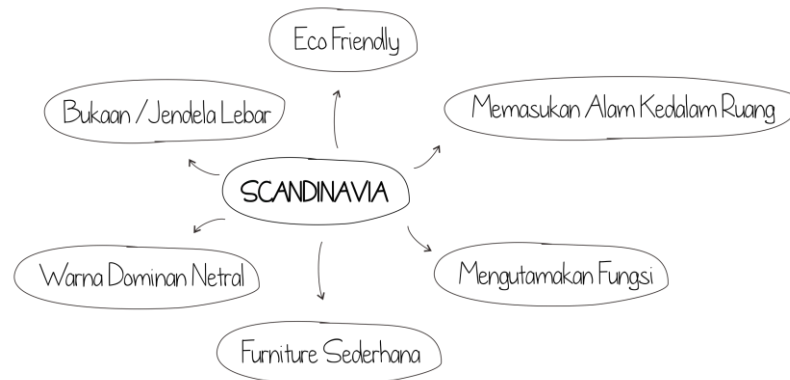 Eco Friendly
Bukaan / Jendela Lebar
Memasukan Alam Kedalam Ruang
SCANDINAVIA
Warna Dominan Netral
Mengutamakan Fungsi
Furniture Sederhana